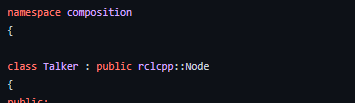 namespace composition
{
class Talker : public rclcpp::Node
{
public: